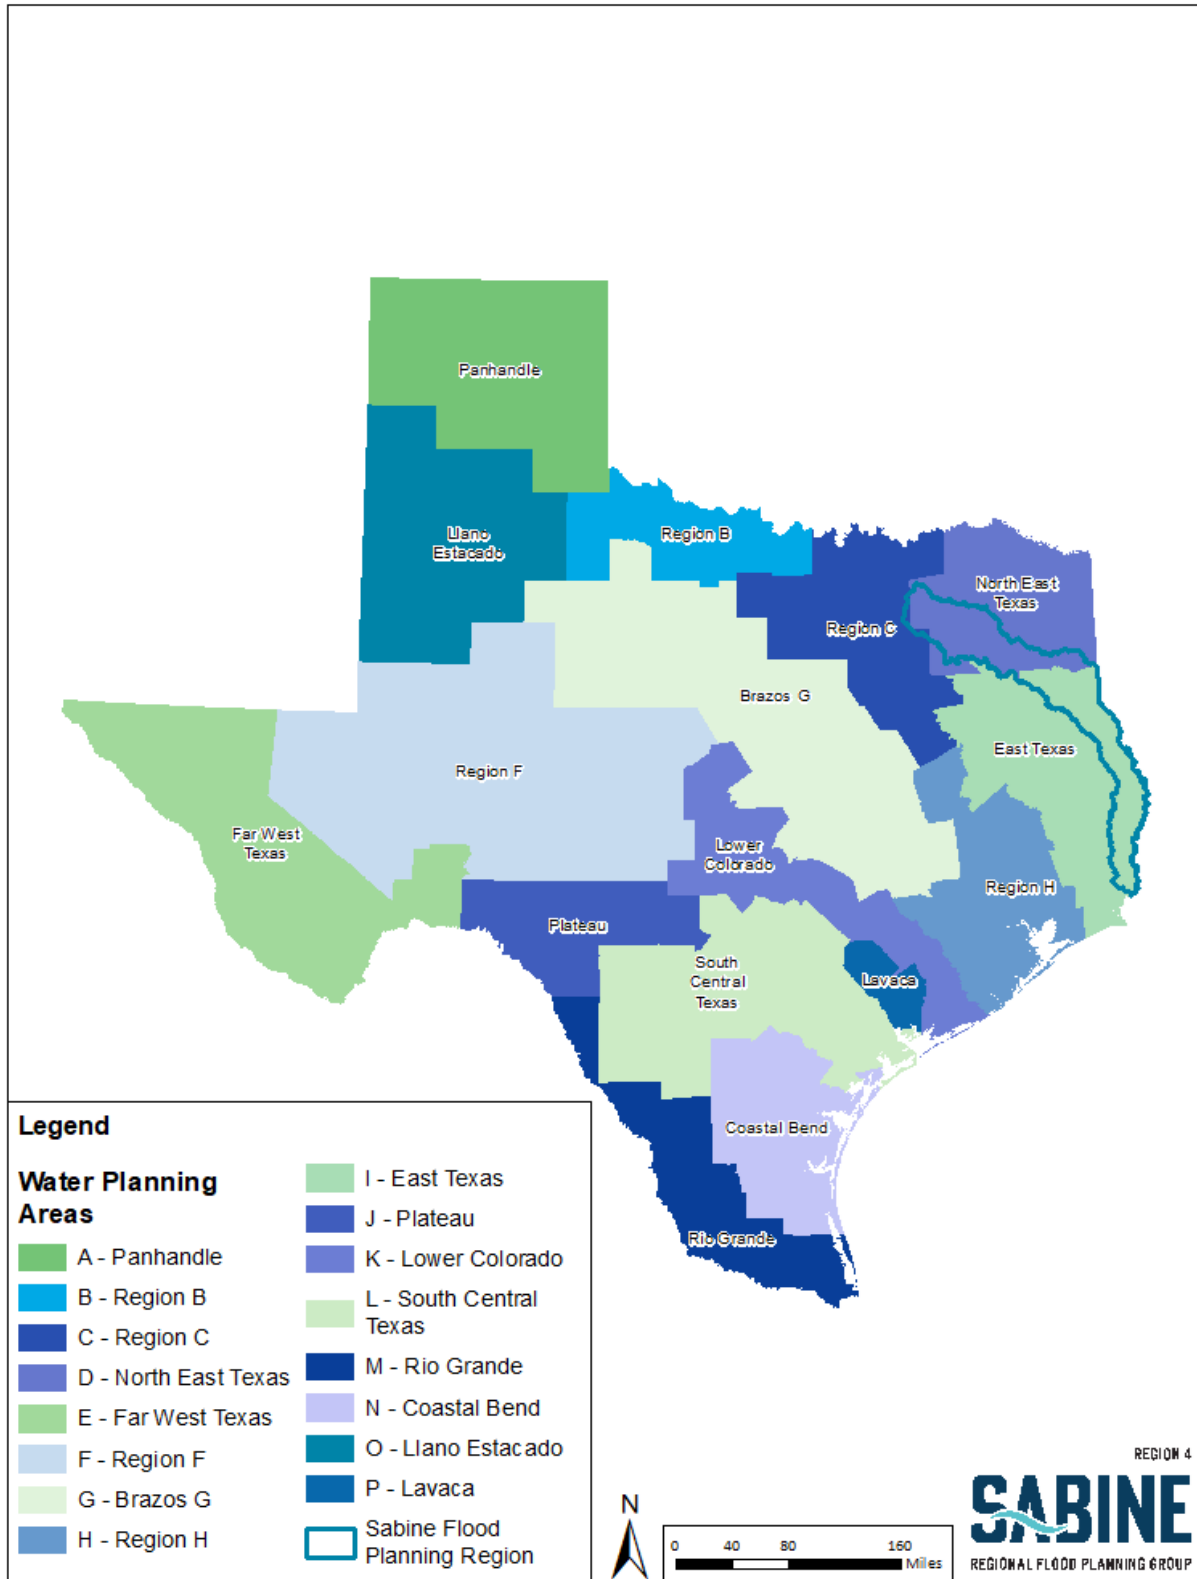 Panhandle
Llano
Estacado
Region B
North East
Texas
Region C
Brazos G
East Texas
Region F
Far West
Texas
Lower
Colorado
Region H
Plateau
South
Central
Texas
Lavaca
Coastal Bend
Rio Grande
Legend
Water Planning
Areas
A - Panhandle
B - Region B
C - Region C
D - North East Texas
E - Far West Texas
F - Region F
G - Brazos G
H - Region H
I - East Texas
J - Plateau
K - Lower Colorado
L - South Central
Texas
M - Rio Grande
N - Coastal Bend
O - Llano Estacado
P - Lavaca
Sabine Flood
Planning Region
N
0 40 80 160
Miles
REGION 4
SABINE
REGIONAL FLOOD PLANNING GROUP